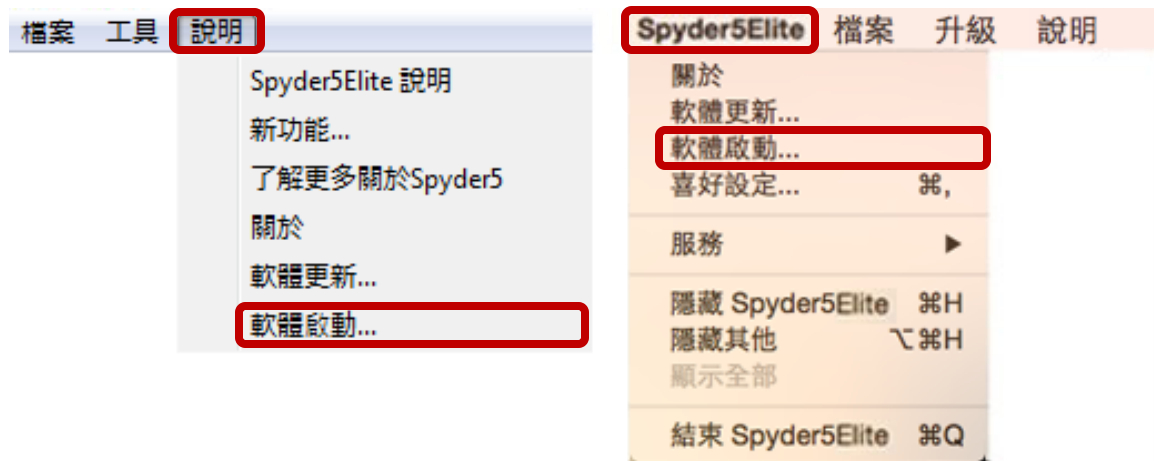 檔案 工具 說明
Spyder5Elite 說明
新功能...
了解更多關於Spyder5
關於
軟體更新...
軟體啟動...
Spyder5Elite 檔案 升級 說明
關於
軟體更新...
軟體啟動...
喜好設定... ⌘,
服務 ▶
隱藏 Spyder5Elite ⌘H
隱藏其他 ⌥⌘H
顯示全部
結束 Spyder5Elite ⌘Q